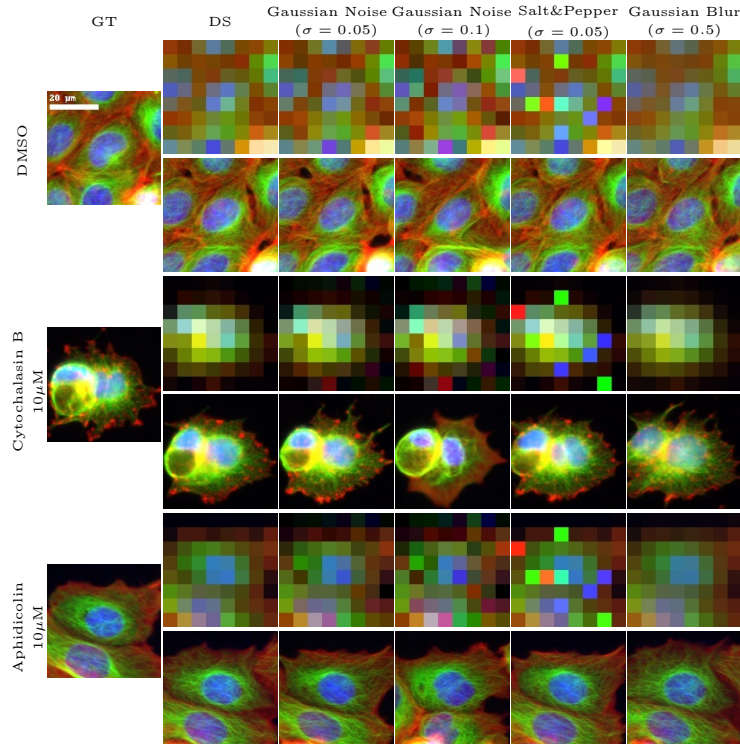 GT
DS
Gaussian Noise
(σ = 0.05)
Gaussian Noise
(σ = 0.1)
Salt&Pepper
(σ = 0.05)
Gaussian Blur
(σ = 0.5)
20 µm
DMSO
Cytochalasin B
10µM
Aphidicolin
10µM